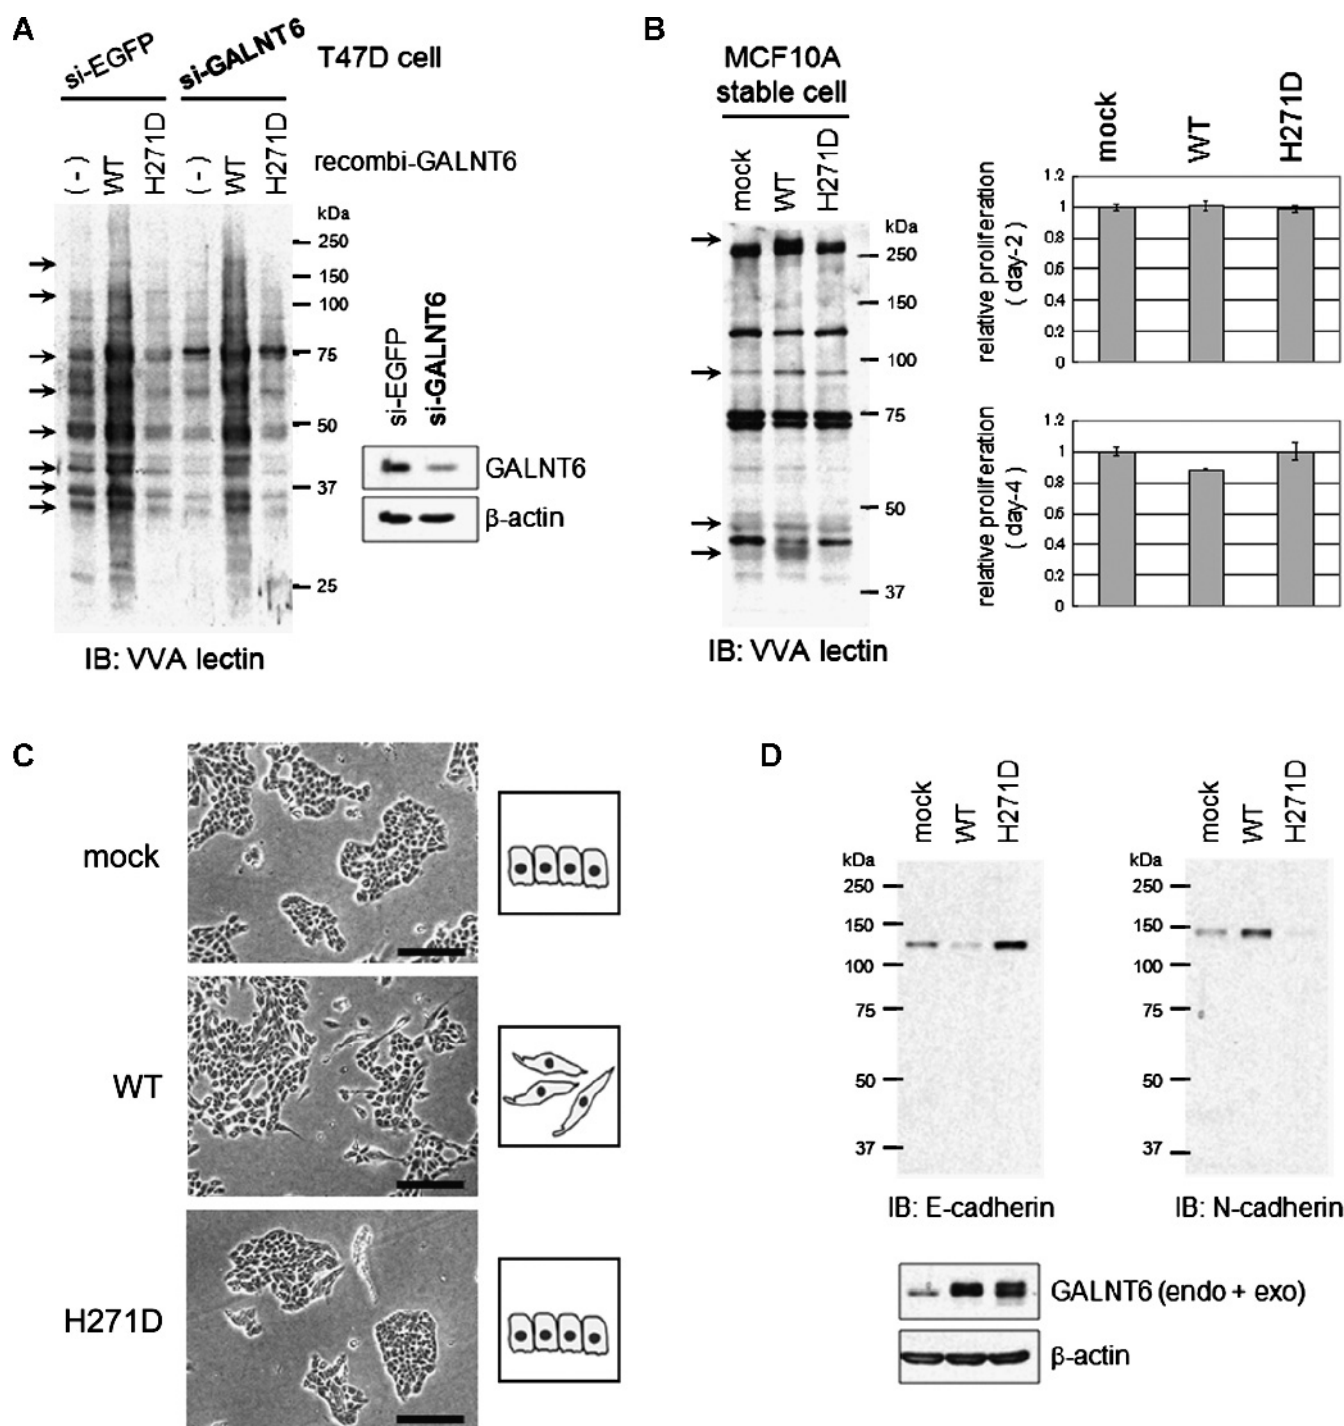 A
si-EGFP
si-GALNT6
T47D cell
(-)
WT
H271D
(-)
WT
H271D
recombi-GALNT6
kDa
250
150
100
75
50
37
25
IB: VVA lectin
si-EGFP
si-GALNT6
GALNT6
β-actin
B
MCF10A
stable cell
mock
WT
H271D
kDa
250
150
100
75
50
37
IB: VVA lectin
mock
WT
H271D
relative proliferation
( day-2 )
1.2
1
0.8
0.6
0.4
0.2
0
relative proliferation
( day-4 )
1.2
1
0.8
0.6
0.4
0.2
0
C
mock
WT
H271D
D
mock
WT
H271D
kDa
250
150
100
75
50
37
IB: E-cadherin
mock
WT
H271D
kDa
250
150
100
75
50
37
IB: N-cadherin
GALNT6 (endo + exo)
β-actin